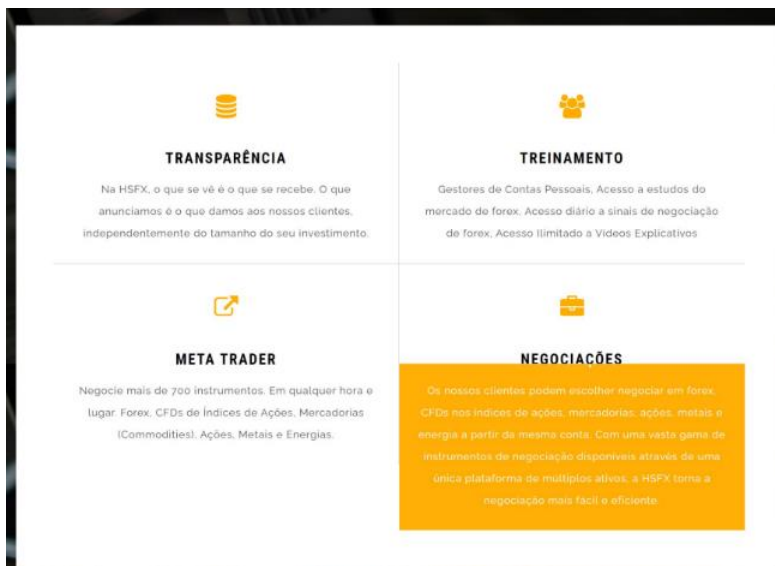 TRANSPARÊNCIA
Na HSFX, o que se vê é o que se recebe. O que
anunciamos é o que damos aos nossos clientes,
independentemente do tamanho do seu investimento.
TREINAMENTO
Gestores de Contas Pessoais, Acesso a estudos do
mercado de forex, Acesso diário a sinais de negociação
de forex, Acesso Ilimitado a Vídeos Explicativos
META TRADER
Negocie mais de 700 instrumentos. Em qualquer hora e
lugar. Forex, CFDs de Índices de Ações, Mercadorias
(Commodities), Ações, Metais e Energias.
NEGOCIAÇÕES
Os nossos clientes podem escolher negociar em forex,
CFDs nos índices de ações, mercadorias, ações, metais e
energia a partir da mesma conta. Com uma vasta gama de
instrumentos de negociação disponíveis através de uma
única plataforma de múltiplos ativos, a HSFX torna a
negociação mais fácil e eficiente.